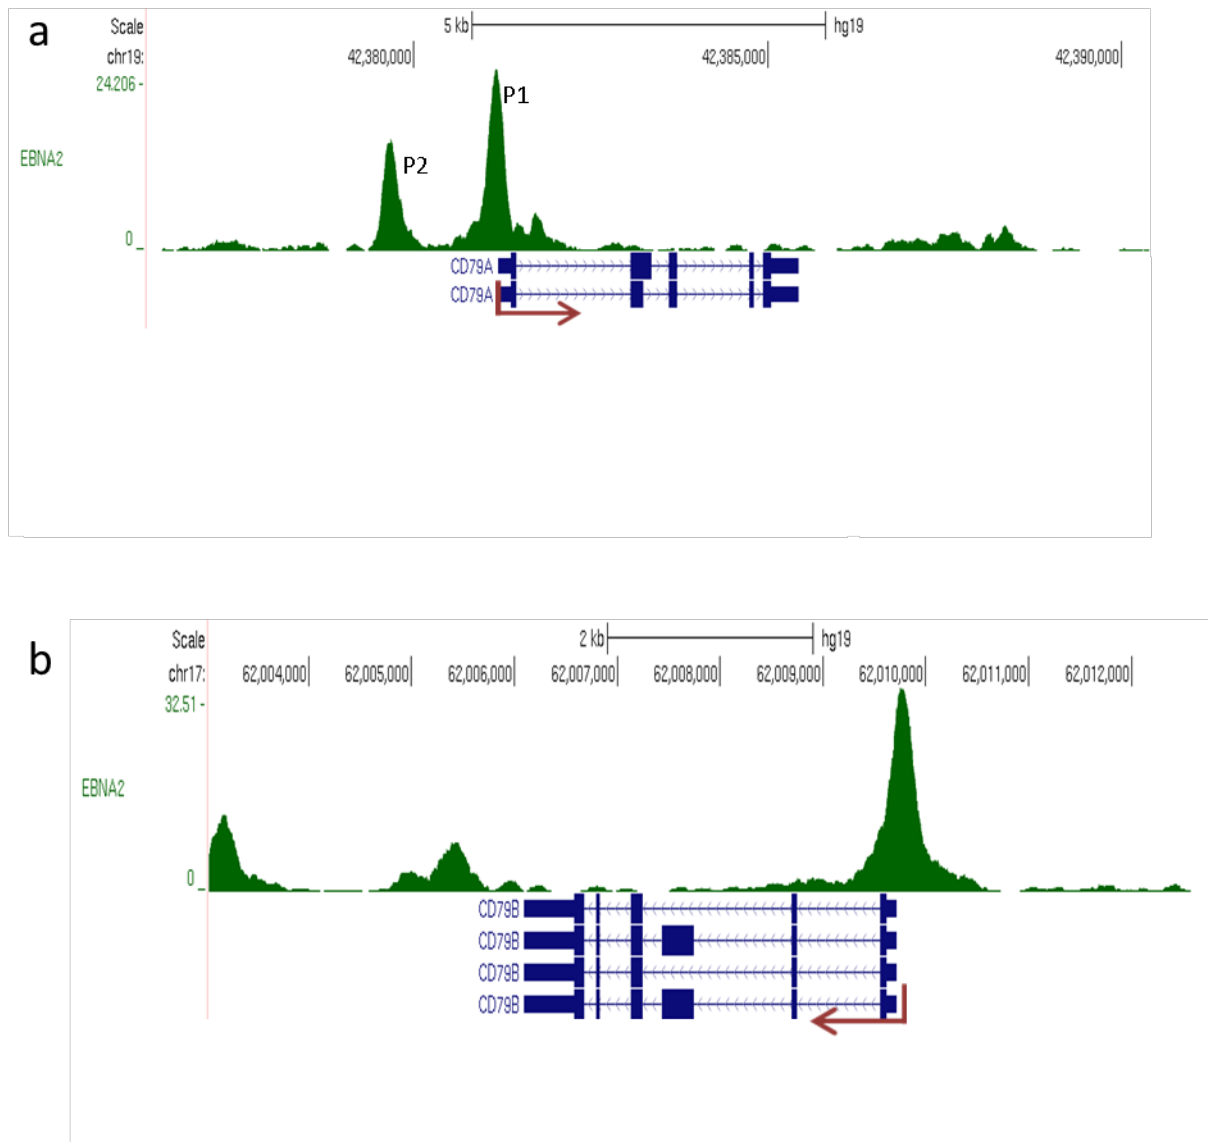 a
Scale 5 kb hg19
chr19: 42,380,000 42,385,000 42,390,000
24.206 -
P1
EBNA2
P2
0 _
CD79A
CD79A
b
Scale 2 kb hg19
chr17: 62,004,000 62,005,000 62,006,000 62,007,000 62,008,000 62,009,000 62,010,000 62,011,000 62,012,000
32.51 -
EBNA2
0 _
CD79B
CD79B
CD79B
CD79B